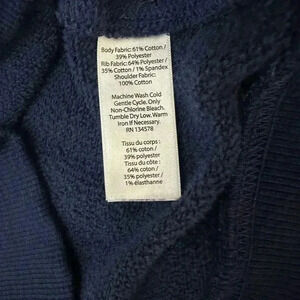 Body Fabric: 61% Cotton /
39% Polyester
Rib Fabric: 64% Polyester /
35% Cotton / 1% Spandex
Shoulder Fabric:
100% Cotton
Machine Wash Cold
Gentle Cycle. Only
Non-Chlorine Bleach.
Tumble Dry Low. Warm
Iron If Necessary.
RN 134578
Tissu du corps :
61% coton /
39% polyester
Tissu du côte :
64% coton /
35% polyester /
1% élasthanne